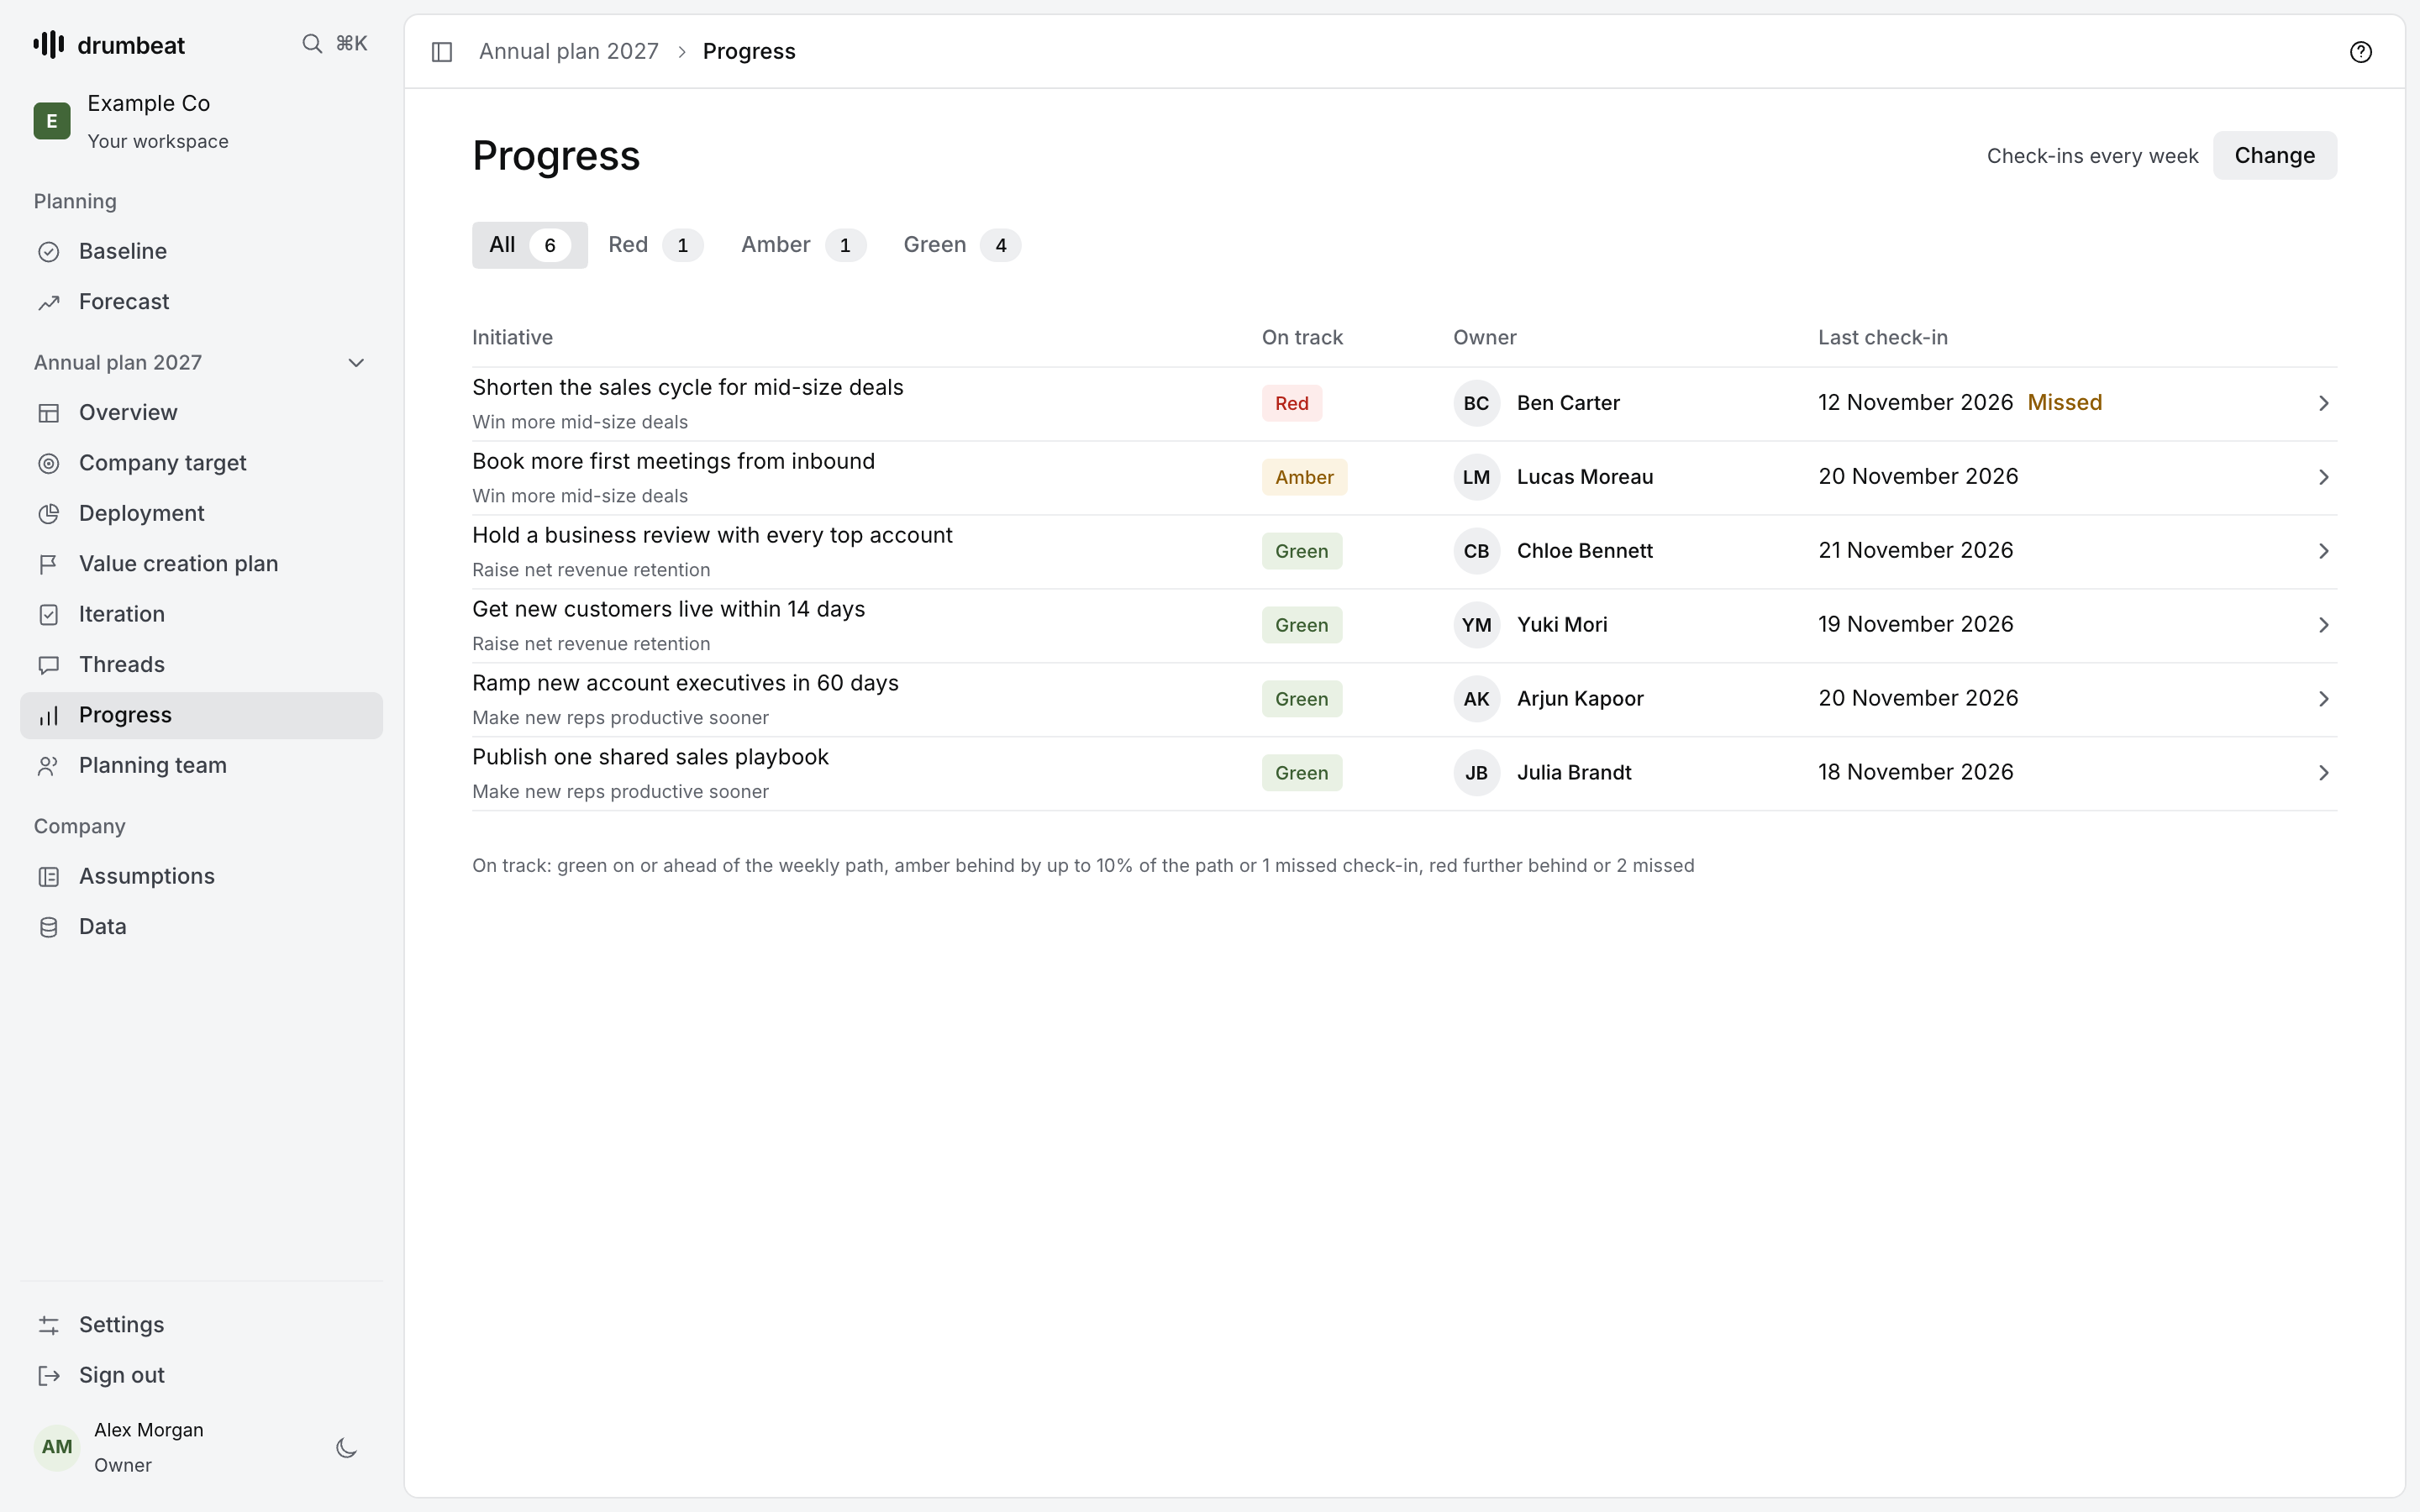 drumbeat
⌘K
E
Example Co
Your workspace
Planning
Baseline
Forecast
Annual plan 2027
Overview
Company target
Deployment
Value creation plan
Iteration
Threads
Progress
Planning team
Company
Assumptions
Data
Settings
Sign out
AM
Alex Morgan
Owner
Annual plan 2027 > Progress
Progress
Check-ins every week Change
All 6 Red 1 Amber 1 Green 4
Initiative On track Owner Last check-in
Shorten the sales cycle for mid-size deals
Win more mid-size deals
Red BC Ben Carter 12 November 2026 Missed
Book more first meetings from inbound
Win more mid-size deals
Amber LM Lucas Moreau 20 November 2026
Hold a business review with every top account
Raise net revenue retention
Green CB Chloe Bennett 21 November 2026
Get new customers live within 14 days
Raise net revenue retention
Green YM Yuki Mori 19 November 2026
Ramp new account executives in 60 days
Make new reps productive sooner
Green AK Arjun Kapoor 20 November 2026
Publish one shared sales playbook
Make new reps productive sooner
Green JB Julia Brandt 18 November 2026
On track: green on or ahead of the weekly path, amber behind by up to 10% of the path or 1 missed check-in, red further behind or 2 missed